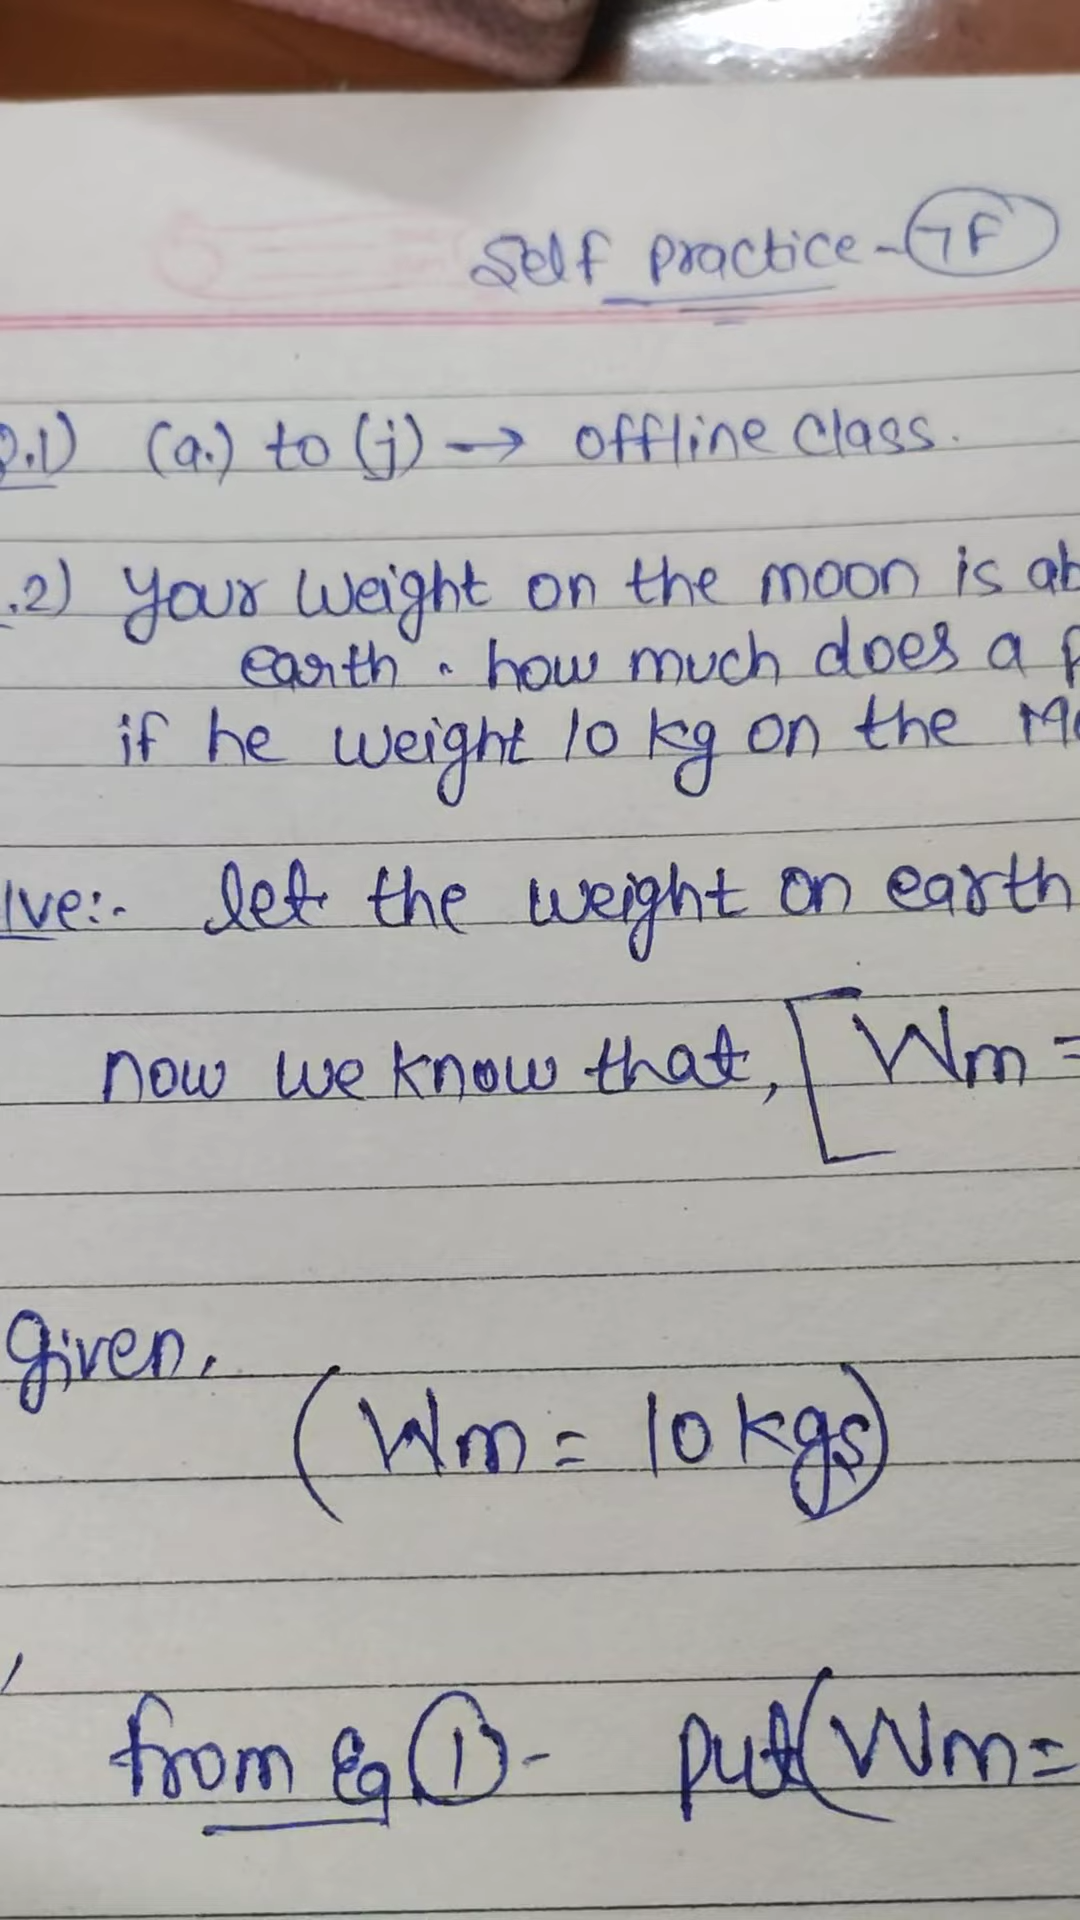 Self practice - 7F
Q.1) (a.) to (j) → offline class.
.2) Your weight on the moon is
earth. how much does a
if he weight 10 kg on the
lve:- let the weight on earth
now we know that, [Wm =
given,
(Wm = 10 kgs)
from Eq ① - put (Wm =